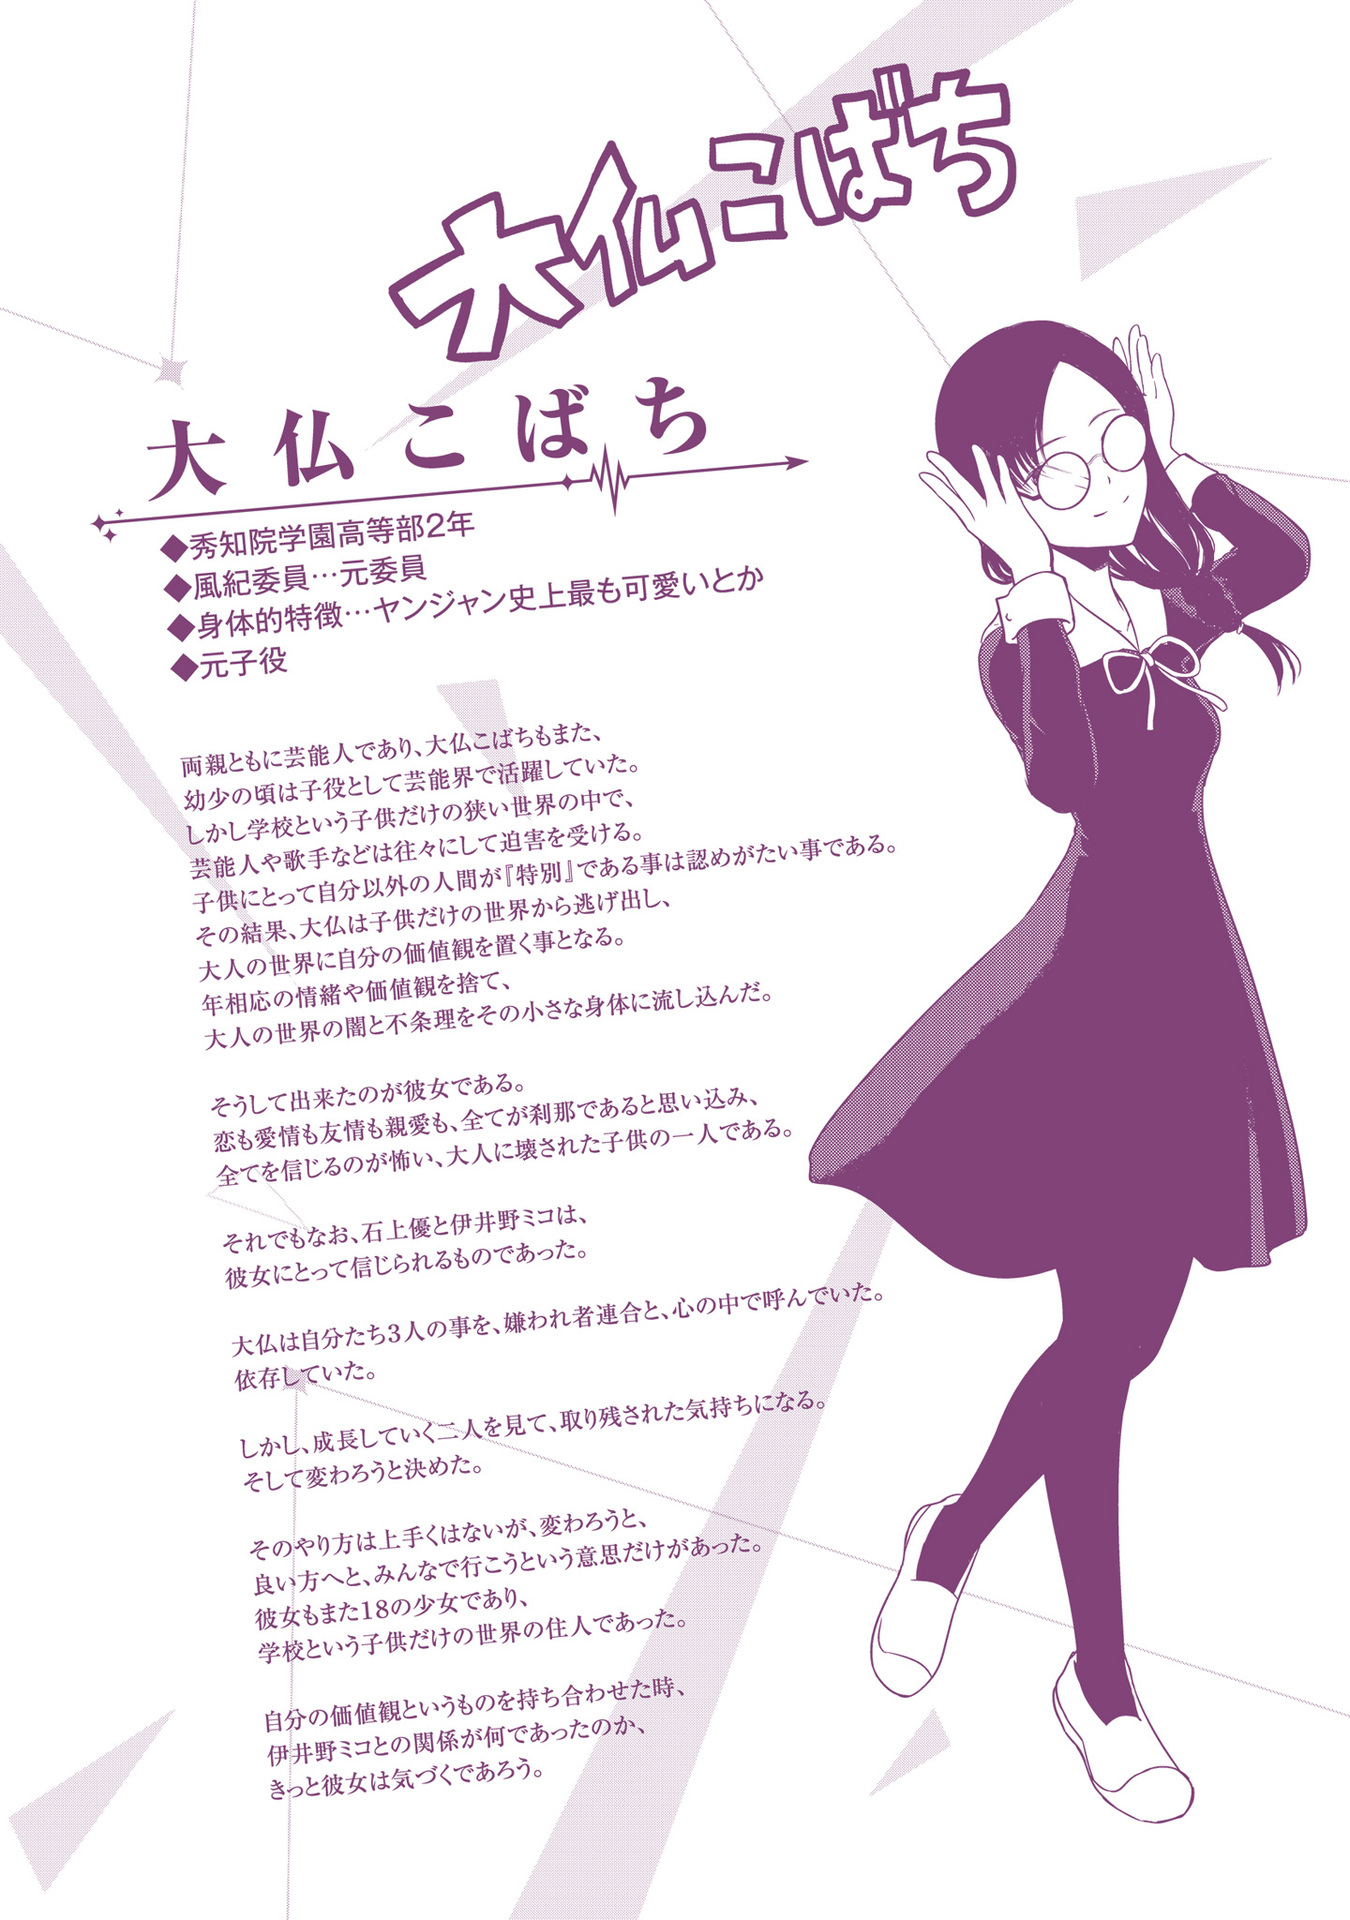 大仏こばち
大仏こばち
◆秀知院学園高等部2年
◆風紀委員…元委員
◆身体的特徴…ヤンジャン史上最も可愛いとか
◆元子役
両親ともに芸能人であり、大仏こばちもまた、
幼少の頃は子役として芸能界で活躍していた。
しかし学校という子供だけの狭い世界の中で、
芸能人や歌手などは往々にして迫害を受ける。
子供にとって自分以外の人間が『特別』である事は認めがたい事である。
その結果、大仏は子供だけの世界から逃げ出し、
大人の世界に自分の価値観を置く事となる。
年相応の情緒や価値観を捨て、
大人の世界の闇と不条理をその小さな身体に流し込んだ。
そうして出来たのが彼女である。
恋も愛情も友情も親愛も、全てが刹那であると思い込み、
全てを信じるのが怖い、大人に壊された子供の一人である。
それでもなお、石上優と伊井野ミコは、
彼女にとって信じられるものであった。
大仏は自分たち3人の事を、嫌われ者連合と、心の中で呼んでいた。
依存していた。
しかし、成長していく二人を見て、取り残された気持ちになる。
そして変わろうと決めた。
そのやり方は上手くはないが、変わろうと、
良い方へと、みんなで行こうという意思だけがあった。
彼女もまた18の少女であり、
学校という子供だけの世界の住人であった。
自分の価値観というものを持ち合わせた時、
伊井野ミコとの関係が何であったのか、
きっと彼女は気づくであろう。